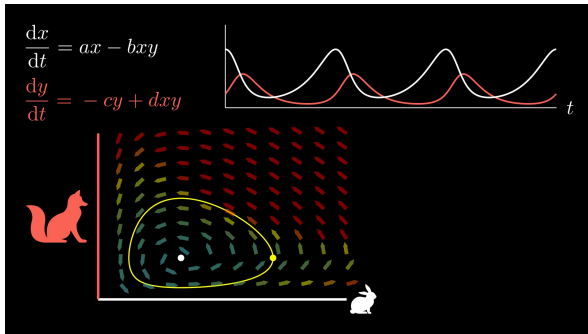 dx/dt = ax − bxy
dy/dt = −cy + dxy
t